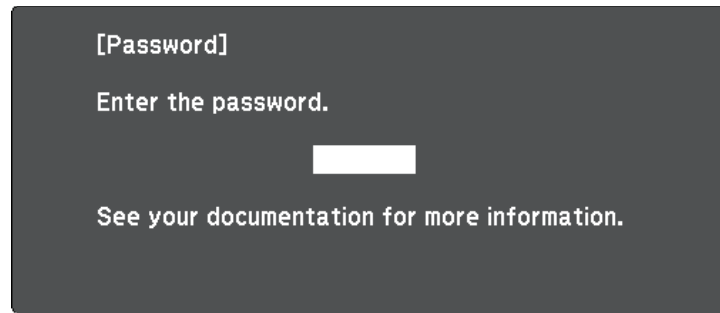 [Password]
Enter the password.
See your documentation for more information.